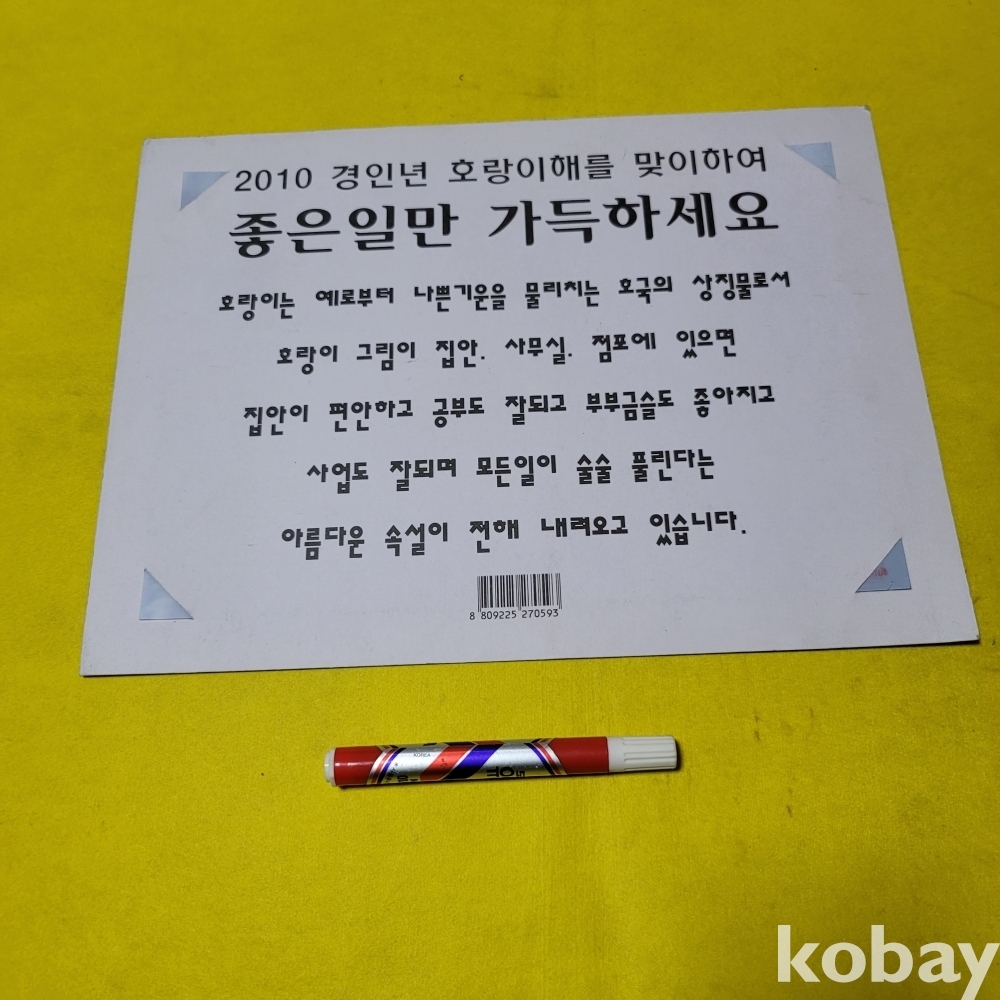 2010 경인년 호랑이해를 맞이하여
좋은일만 가득하세요
호랑이는 예로부터 나쁜기운을 물리치는 호국의 상징물로서
호랑이 그림이 집안. 사무실. 점포에 있으면
집안이 편안하고 공부도 잘되고 부부금슬도 좋아지고
사업도 잘되며 모든일이 술술 풀린다는
아름다운 속설이 전해 내려오고 있습니다.
8 809225 270593
KOREA
kobay